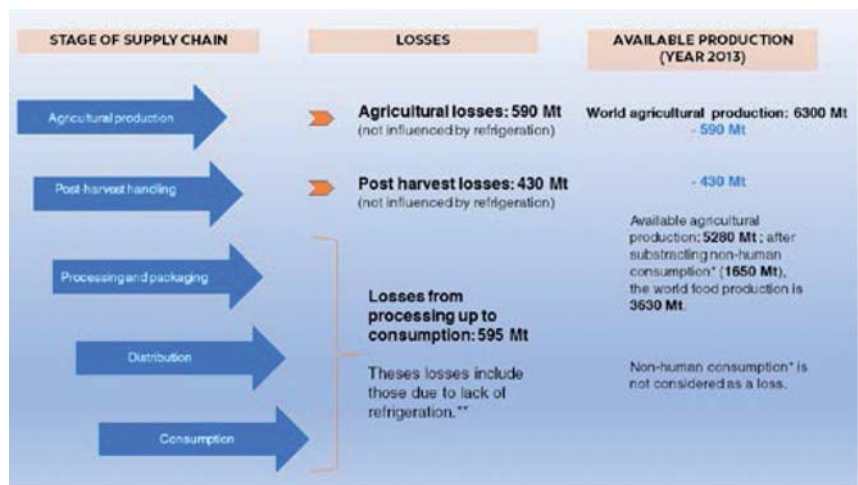 STAGE OF SUPPLY CHAIN
LOSSES
AVAILABLE PRODUCTION
(YEAR 2013)
Agricultural production
Agricultural losses: 590 Mt
(not influenced by refrigeration)
World agricultural production: 6300 Mt
- 590 Mt
Post-harvest handling
Post harvest losses: 430 Mt
(not influenced by refrigeration)
- 430 Mt
Available agricultural
production: 5280 Mt ; after
substracting non-human
consumption* (1650 Mt),
the world food production is
3630 Mt.
Processing and packaging
Distribution
Consumption
Losses from
processing up to
consumption: 595 Mt
Theses losses include
those due to lack of
refrigeration.**
Non-human consumption* is
not considered as a loss.